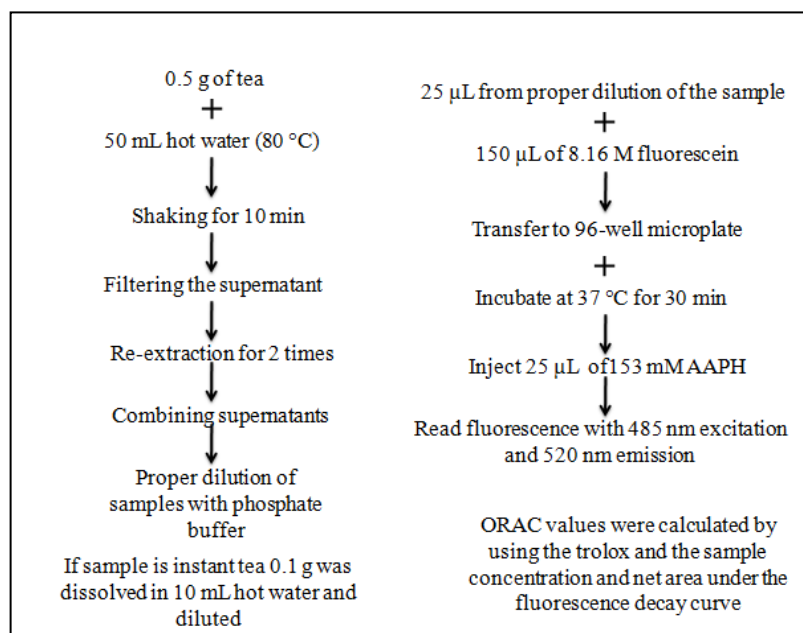 0.5 g of tea
+
50 mL hot water (80 °C)
Shaking for 10 min
Filtering the supernatant
Re-extraction for 2 times
Combining supernatants
Proper dilution of
samples with phosphate
buffer
If sample is instant tea 0.1 g was
dissolved in 10 mL hot water and
diluted
25 µL from proper dilution of the sample
+
150 µL of 8.16 M fluorescein
Transfer to 96-well microplate
+
Incubate at 37 °C for 30 min
Inject 25 µL of153 mM AAPH
Read fluorescence with 485 nm excitation
and 520 nm emission
ORAC values were calculated by
using the trolox and the sample
concentration and net area under the
fluorescence decay curve